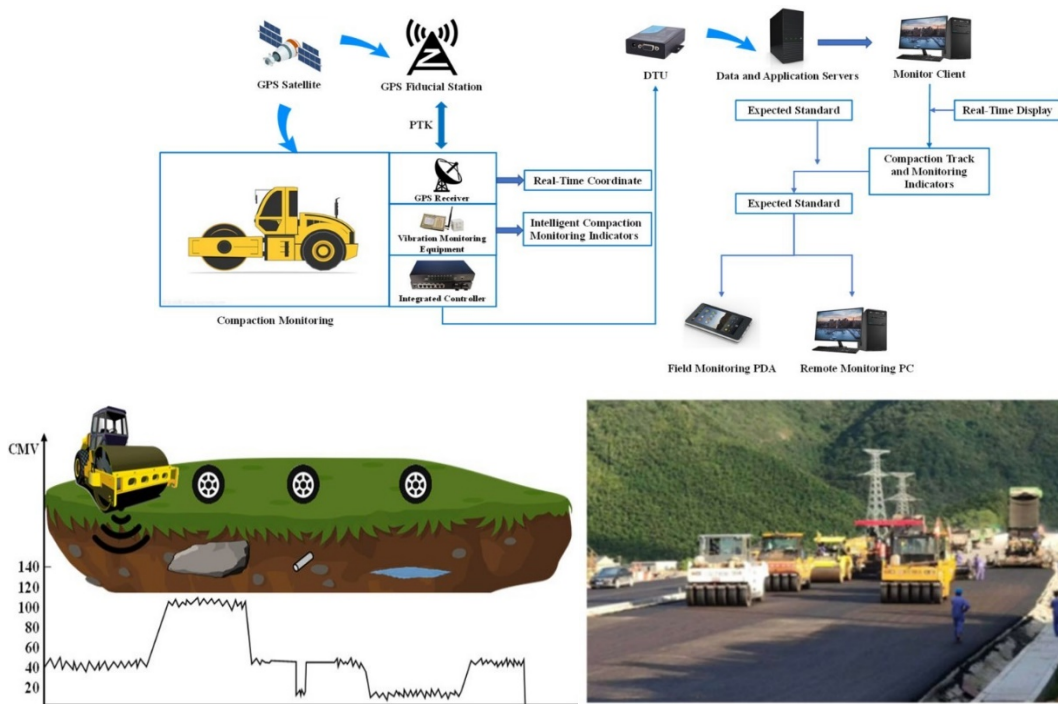 GPS Satellite
GPS Fiducial Station
DTU
Data and Application Servers
Monitor Client
PTK
Expected Standard
Real-Time Display
GPS Receiver
Real-Time Coordinate
Compaction Track
and Monitoring
Indicators
Vibration Monitoring
Equipment
Intelligent Compaction
Monitoring Indicators
Expected Standard
Integrated Controller
Compaction Monitoring
Field Monitoring PDA
Remote Monitoring PC
CMV
140
120
100
80
60
40
20